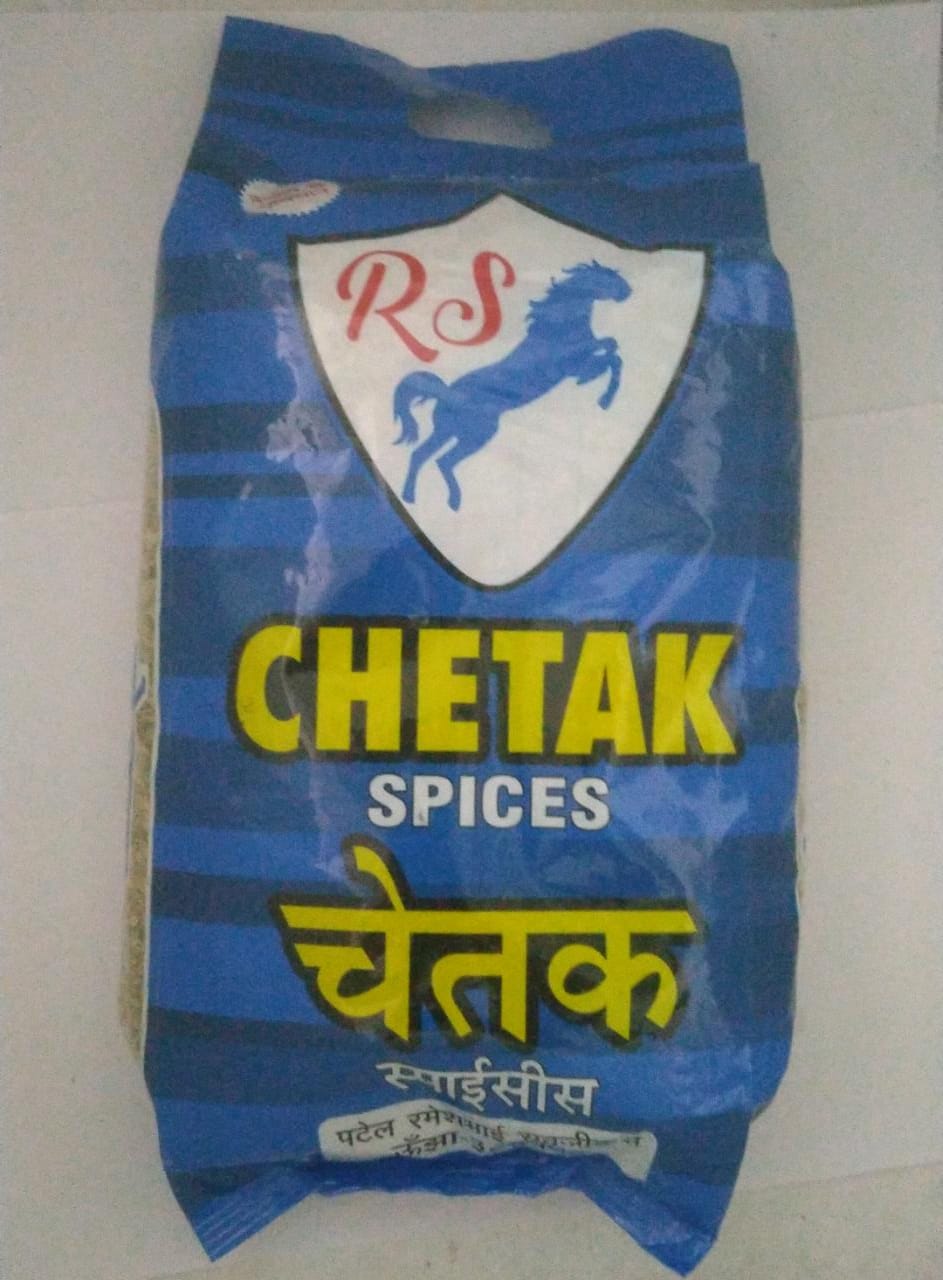 RS
CHETAK
SPICES
चेतक
स्पाईसीस
पटेल रमेशभाई
ऊँझा